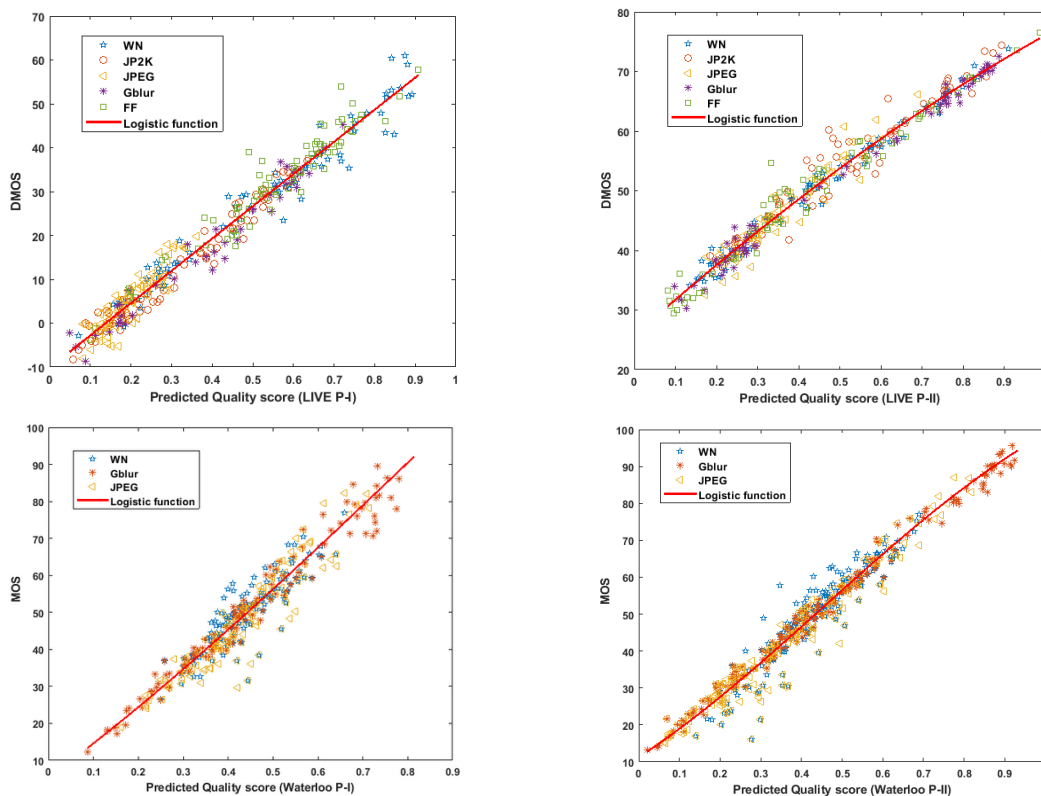 70
60
50
40
30
20
10
0
-10
0
0.1
0.2
0.3
0.4
0.5
0.6
0.7
0.8
0.9
1
DMOS
Predicted Quality score (LIVE P-I)
WN
JP2K
JPEG
Gblur
FF
Logistic function
80
70
60
50
40
30
20
0
0.1
0.2
0.3
0.4
0.5
0.6
0.7
0.8
0.9
DMOS
Predicted Quality score (LIVE P-II)
WN
JP2K
JPEG
Gblur
FF
Logistic function
100
90
80
70
60
50
40
30
20
10
0
0.1
0.2
0.3
0.4
0.5
0.6
0.7
0.8
0.9
MOS
Predicted Quality score (Waterloo P-I)
WN
Gblur
JPEG
Logistic function
100
90
80
70
60
50
40
30
20
10
0
0.1
0.2
0.3
0.4
0.5
0.6
0.7
0.8
0.9
MOS
Predicted Quality score (Waterloo P-II)
WN
Gblur
JPEG
Logistic function